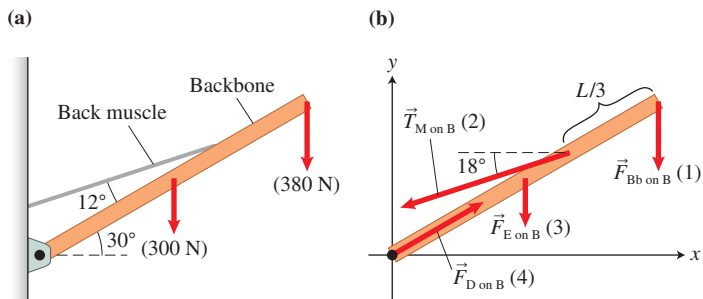 (a)
Backbone
Back muscle
12°
30°
(300 N)
(380 N)
(b)
y
L/3
T⃗ M on B (2)
18°
F⃗ Bb on B (1)
F⃗ E on B (3)
x
F⃗ D on B (4)